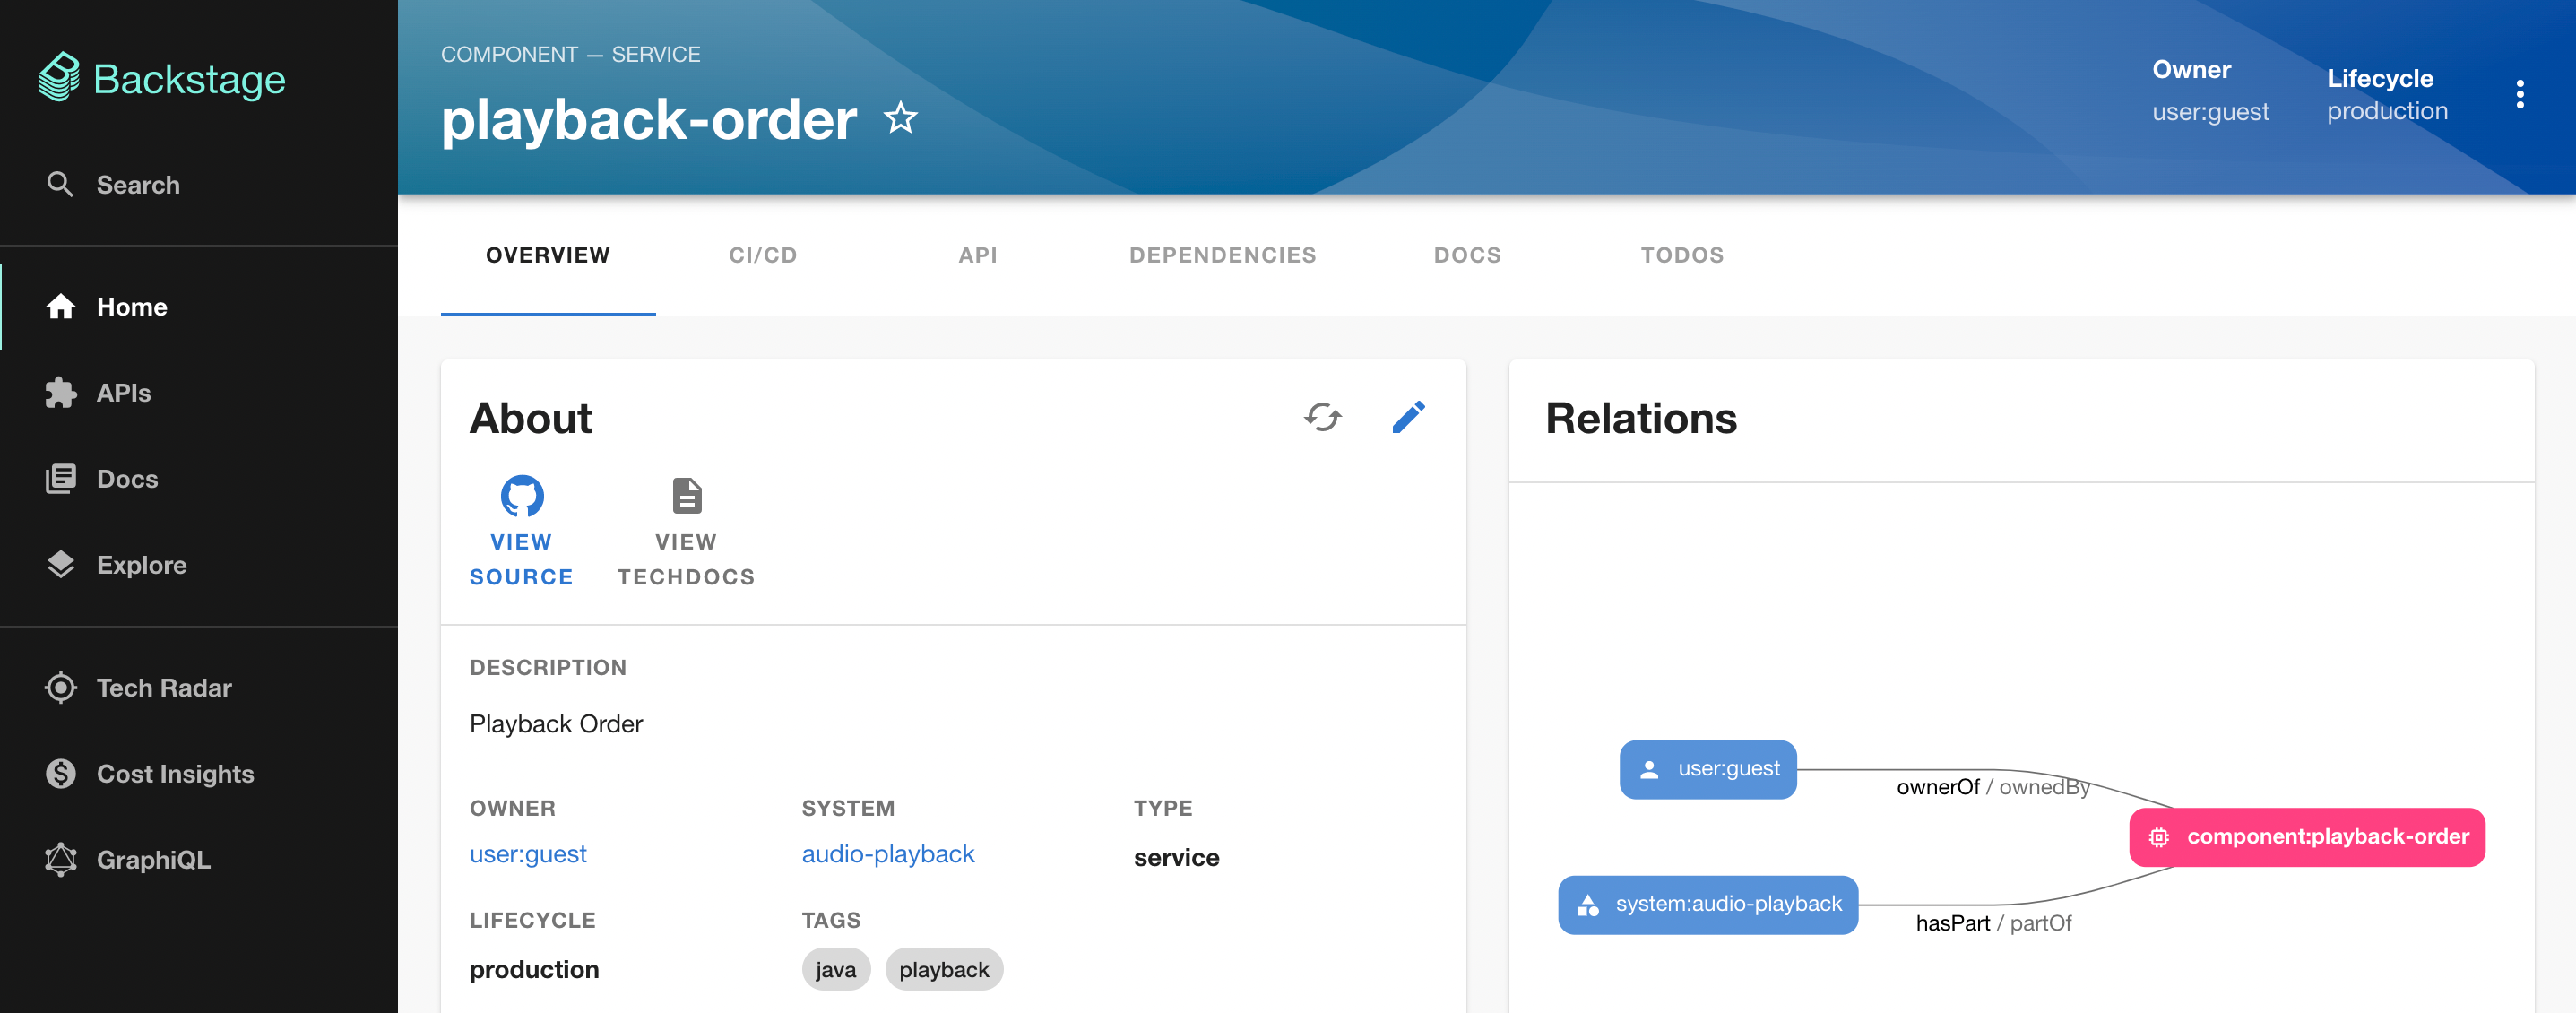 Backstage
Search
Home
APIs
Docs
Explore
Tech Radar
Cost Insights
GraphiQL
COMPONENT — SERVICE
playback-order
Owner
user:guest
Lifecycle
production
OVERVIEW
CI/CD
API
DEPENDENCIES
DOCS
TODOS
About
VIEW
SOURCE
VIEW
TECHDOCS
DESCRIPTION
Playback Order
OWNER
user:guest
SYSTEM
audio-playback
TYPE
service
LIFECYCLE
production
TAGS
java
playback
Relations
user:guest
ownerOf / ownedBy
component:playback-order
system:audio-playback
hasPart / partOf